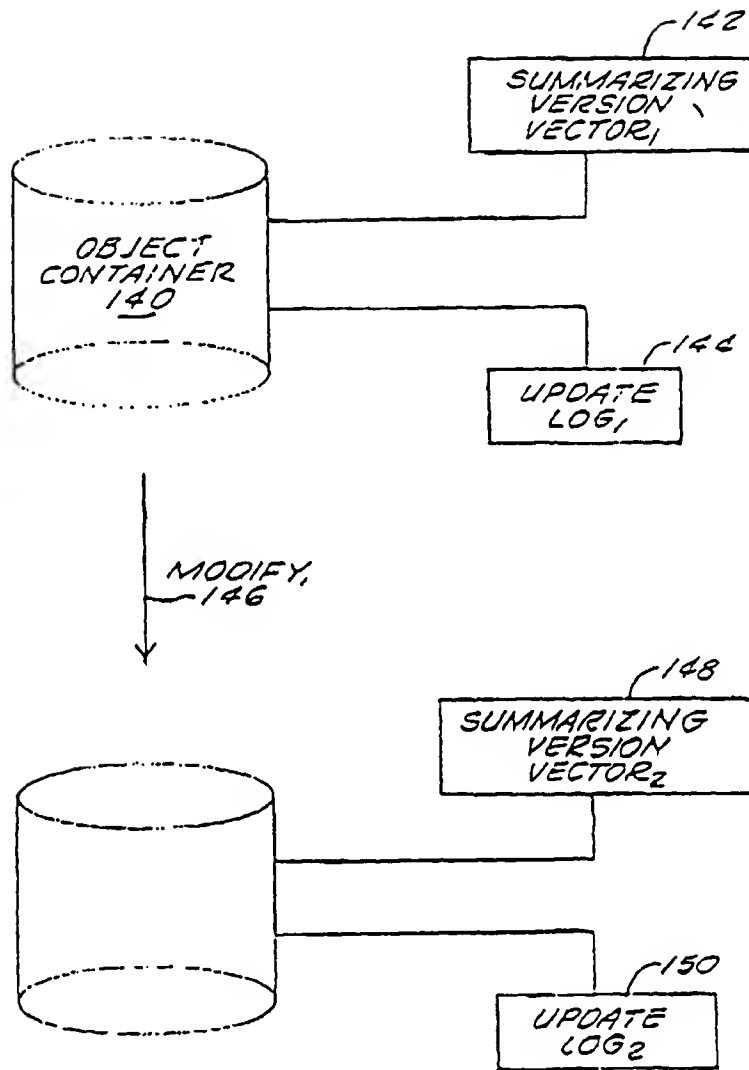 142
SUMMARIZING
VERSION
VECTOR₁
OBJECT
CONTAINER
140
144
UPDATE
LOG₁
MODIFY₁
146
148
SUMMARIZING
VERSION
VECTOR₂
150
UPDATE
LOG₂